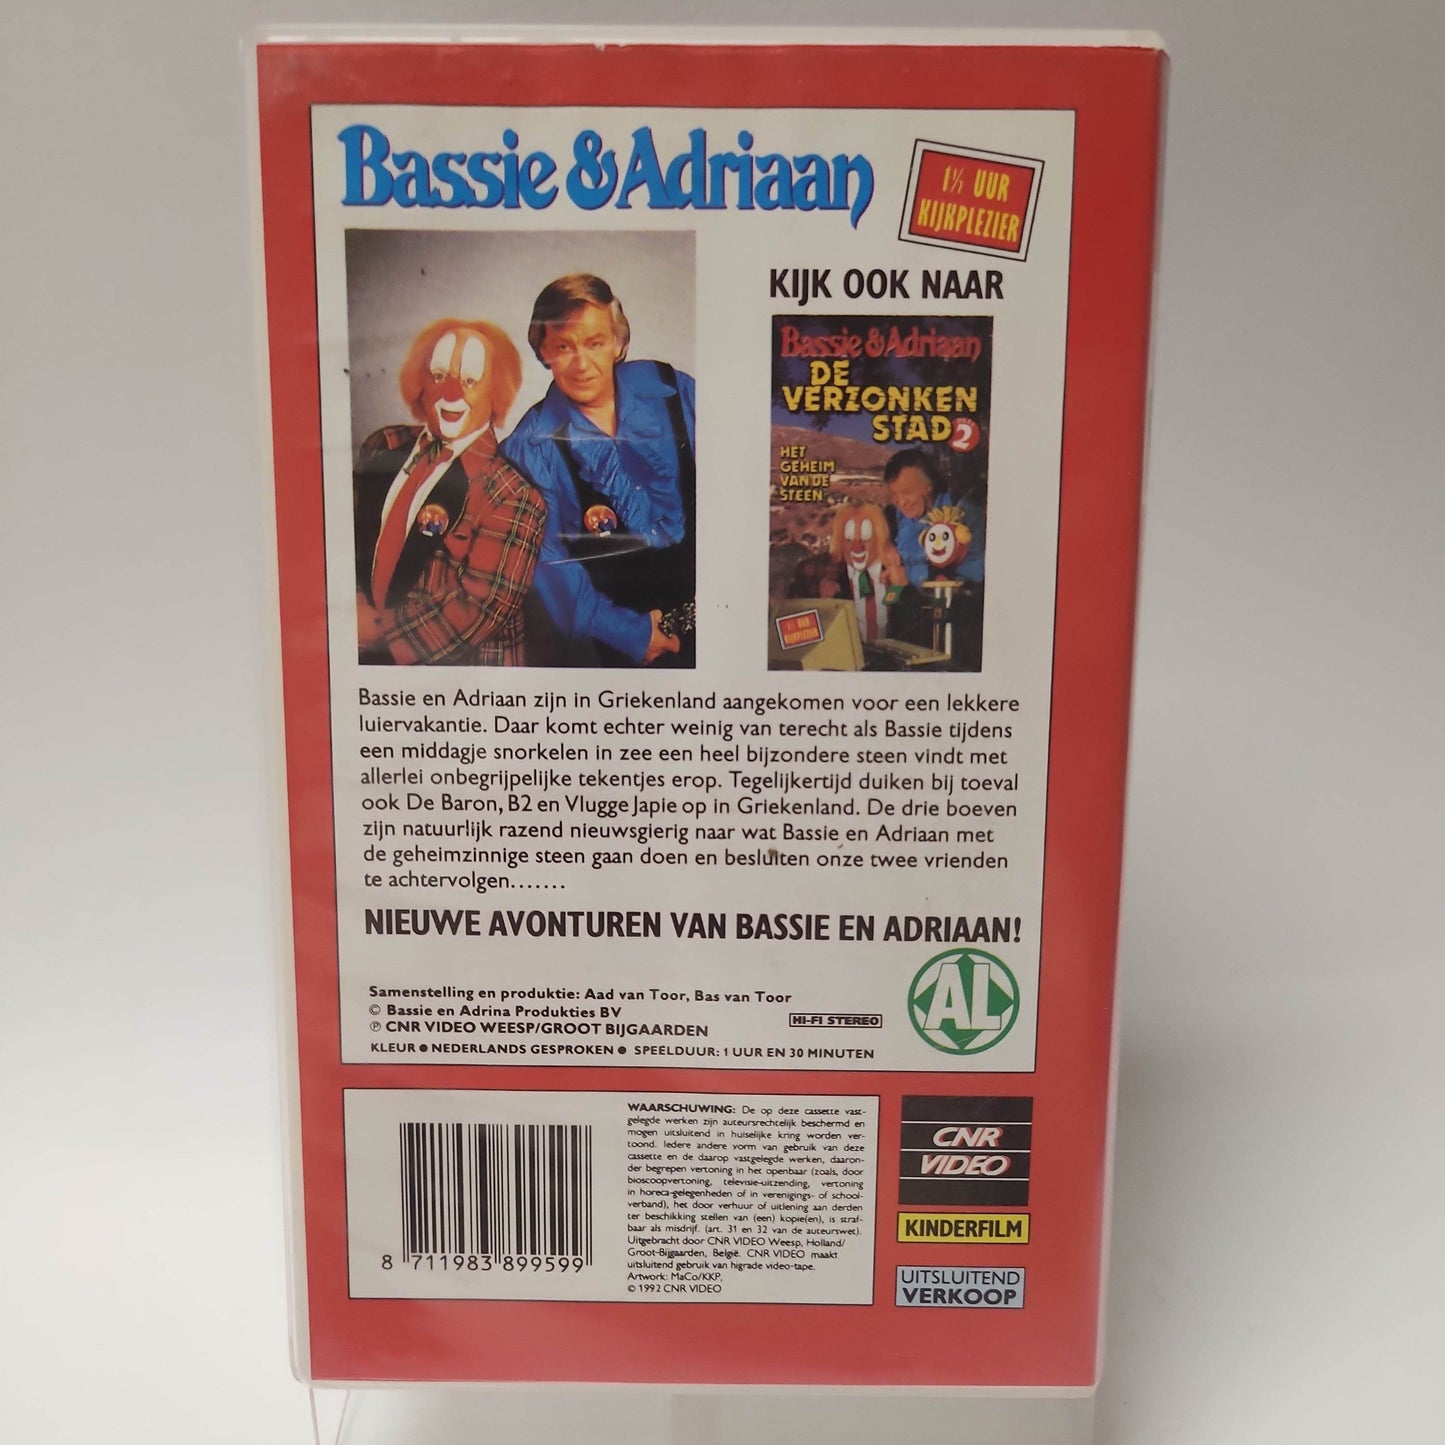 Bassie & Adriaan
1½ UUR
KIJKPLEZIER
KIJK OOK NAAR
Bassie & Adriaan
DE
VERZONKEN
STAD
DEEL
2
HET
GEHEIM
VAN DE
STEEN
1½ UUR
KIJKPLEZIER
Bassie en Adriaan zijn in Griekenland aangekomen voor een lekkere
luiervakantie. Daar komt echter weinig van terecht als Bassie tijdens
een middagje snorkelen in zee een heel bijzondere steen vindt met
allerlei onbegrijpelijke tekentjes erop. Tegelijkertijd duiken bij toeval
ook De Baron, B2 en Vlugge Japie op in Griekenland. De drie boeven
zijn natuurlijk razend nieuwsgierig naar wat Bassie en Adriaan met
de geheimzinnige steen gaan doen en besluiten onze twee vrienden
te achtervolgen.......
NIEUWE AVONTUREN VAN BASSIE EN ADRIAAN!
Samenstelling en produktie: Aad van Toor, Bas van Toor
© Bassie en Adrina Produkties BV
℗ CNR VIDEO WEESP/GROOT BIJGAARDEN
HI-FI STEREO
KLEUR ● NEDERLANDS GESPROKEN ● SPEELDUUR: 1 UUR EN 30 MINUTEN
AL
8 711983 899599
WAARSCHUWING: De op deze cassette vast-
gelegde werken zijn auteursrechtelijk beschermd en
mogen uitsluitend in huiselijke kring worden ver-
toond. Iedere andere vorm van gebruik van deze
cassette en de daarop vastgelegde werken, daaron-
der begrepen vertoning in het openbaar (zoals, door
bioscoopvertoning, televisie-uitzending, vertoning
in horeca-gelegenheden of in verenigings- of school-
verband), het door verhuur of uitlening aan derden
ter beschikking stellen van (een) kopie(en), is straf-
baar als misdrijf. (art. 31 en 32 van de auteurswet).
Uitgebracht door CNR VIDEO Weesp, Holland/
Groot-Bijgaarden, België. CNR VIDEO maakt
uitsluitend gebruik van higrade video-tape.
Artwork: MaCo/KKP.
© 1992 CNR VIDEO
CNR
VIDEO
KINDERFILM
UITSLUITEND
VERKOOP